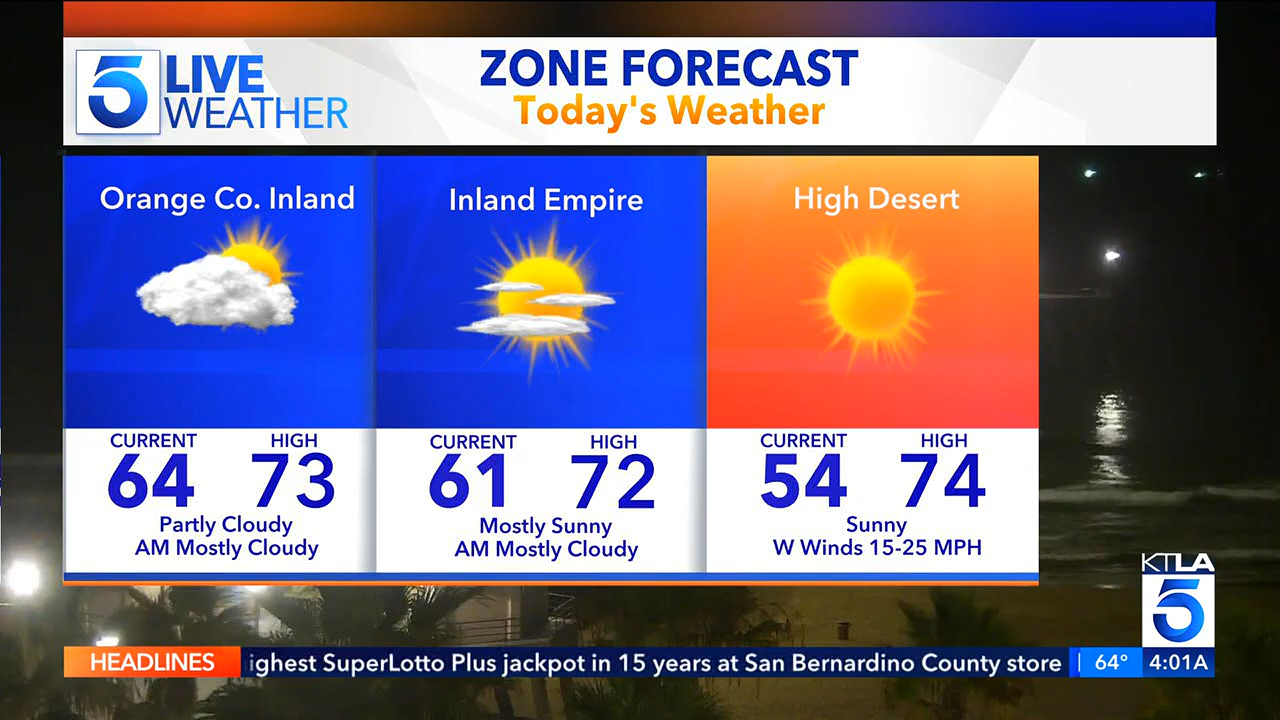 5 LIVE
WEATHER
ZONE FORECAST
Today's Weather
Orange Co. Inland
CURRENT HIGH
64 73
Partly Cloudy
AM Mostly Cloudy
Inland Empire
CURRENT HIGH
61 72
Mostly Sunny
AM Mostly Cloudy
High Desert
CURRENT HIGH
54 74
Sunny
W Winds 15-25 MPH
KTLA
5
HEADLINES ighest SuperLotto Plus jackpot in 15 years at San Bernardino County store 64° 4:01A